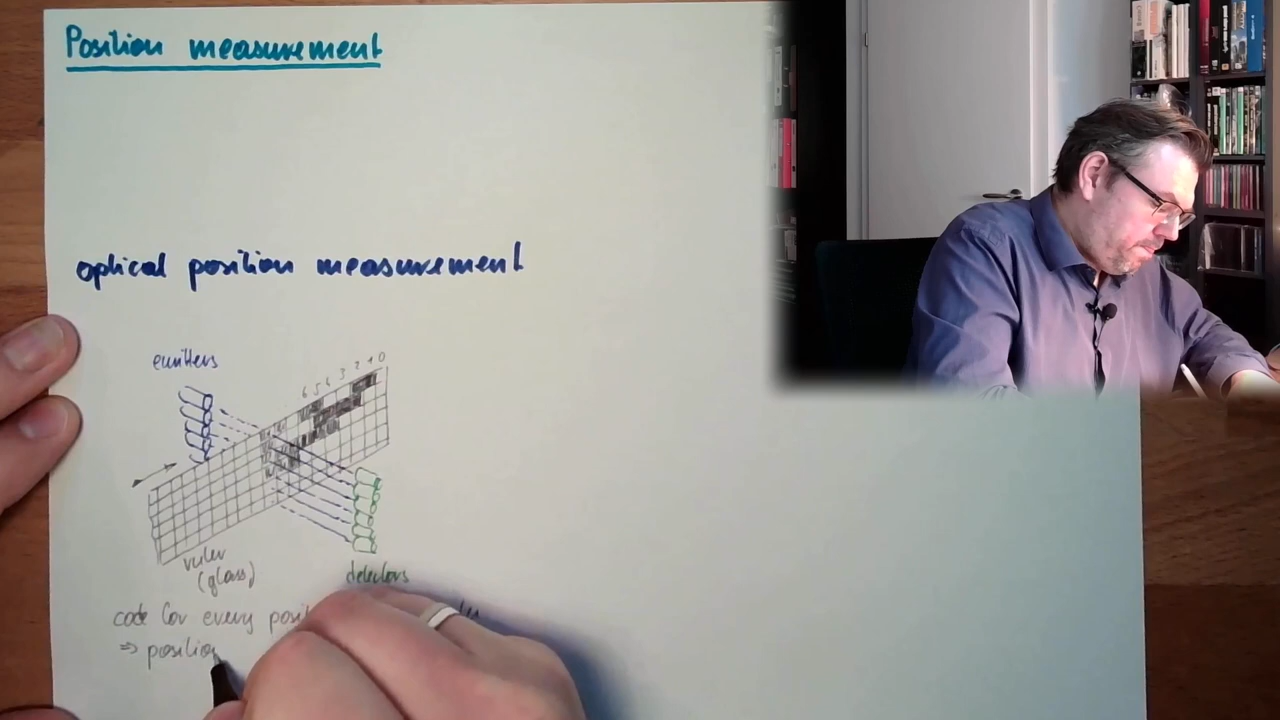 Position measurement
optical position measurement
emitters
6 5 4 3 2 1 0
ruler
(glass)
detectors
code for every
=> position